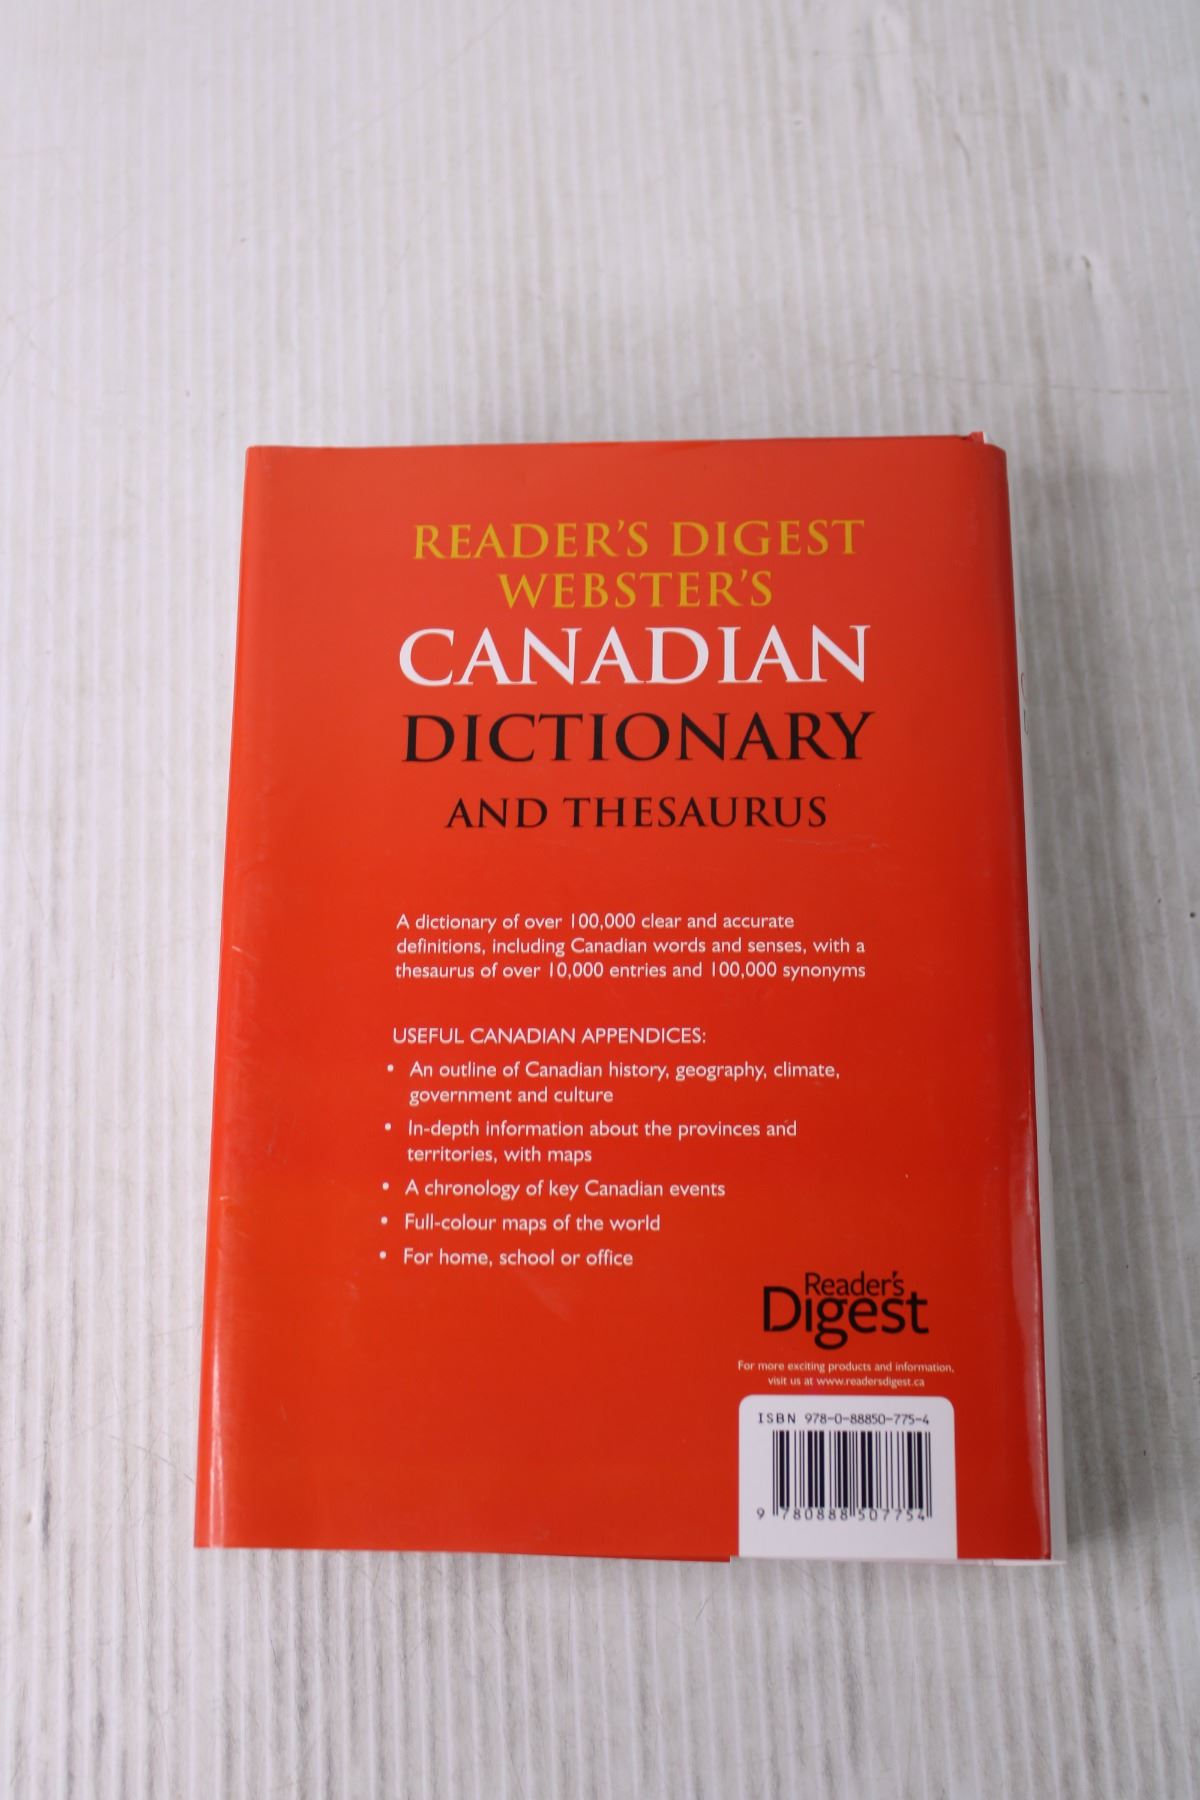 READER'S DIGEST
WEBSTER'S
CANADIAN
DICTIONARY
AND THESAURUS
A dictionary of over 100,000 clear and accurate
definitions, including Canadian words and senses, with a
thesaurus of over 10,000 entries and 100,000 synonyms
USEFUL CANADIAN APPENDICES:
• An outline of Canadian history, geography, climate,
government and culture
• In-depth information about the provinces and
territories, with maps
• A chronology of key Canadian events
• Full-colour maps of the world
• For home, school or office
Reader's
Digest
For more exciting products and information,
visit us at www.readersdigest.ca
ISBN 978-0-88850-775-4
9 780888 507754